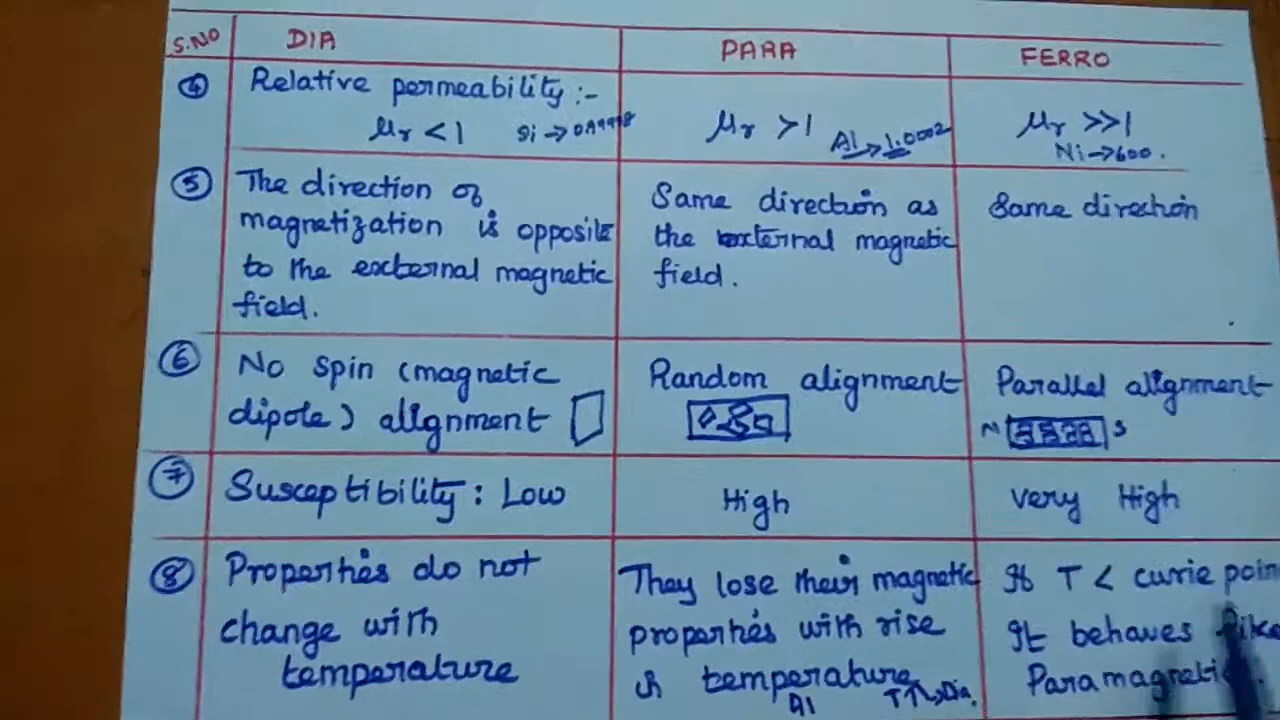 S.NO DIA PARA FERRO
④ Relative permeability :-
μr < 1 Si → 0.99998 μr > 1 Al → 1.0002 μr >> 1
Ni → 600.
⑤ The direction of
magnetization is opposite
to the external magnetic
field.
Same direction as
the external magnetic
field.
Same direction
⑥ No spin (magnetic
dipole) allgnment
Random alignment
Parallel alignment
N S
⑦ Susceptibility : Low High very High
⑧ Properties do not
change with
temperature
They lose their magnetic
properties with rise
in temperature
Al T↑→Dia.
If T < curie poin
It behaves like
Paramagnetic.